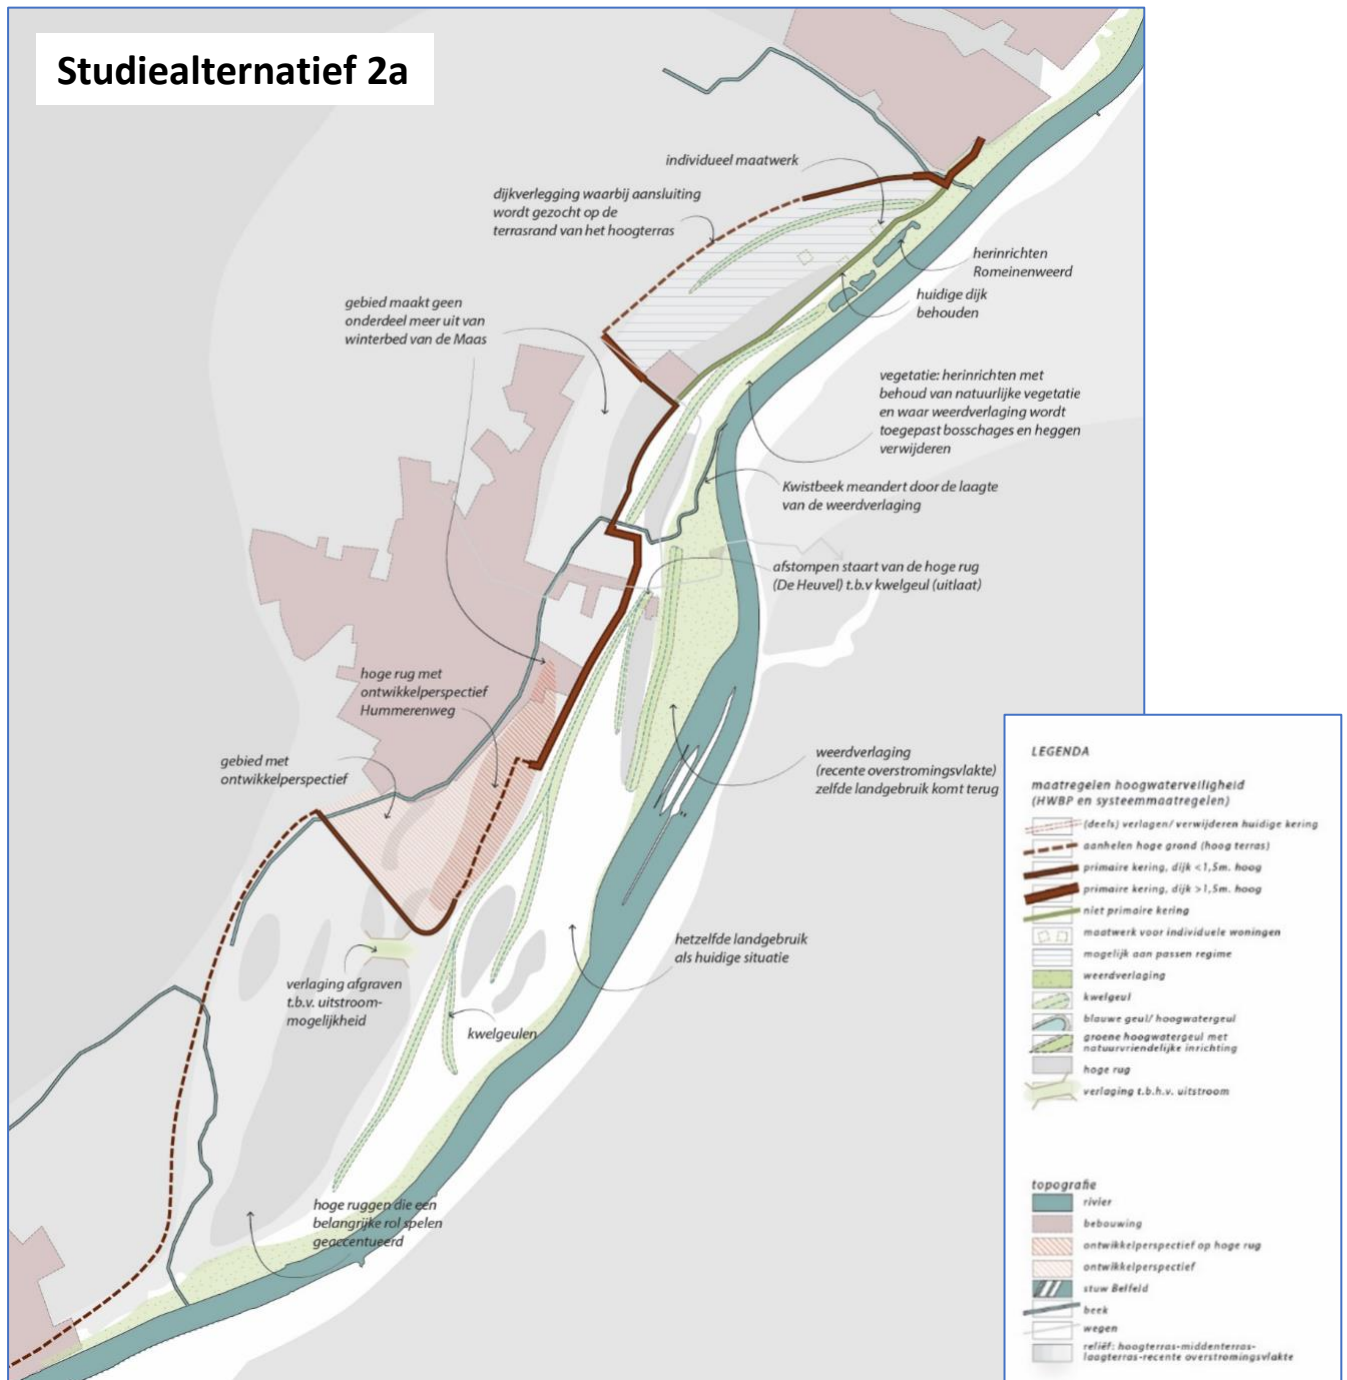 Studiealternatief 2a
individueel maatwerk
dijkverlegging waarbij aansluiting
wordt gezocht op de
terrasrand van het hoogterras
herinrichten
Romeinenweerd
huidige dijk
behouden
gebied maakt geen
onderdeel meer uit van
winterbed van de Maas
vegetatie: herinrichten met
behoud van natuurlijke vegetatie
en waar weerdverlaging wordt
toegepast bosschages en heggen
verwijderen
Kwistbeek meandert door de laagte
van de weerdverlaging
afstompen staart van de hoge rug
(De Heuvel) t.b.v kwelgeul (uitlaat)
hoge rug met
ontwikkelperspectief
Hummerenweg
gebied met
ontwikkelperspectief
weerdverlaging
(recente overstromingsvlakte)
zelfde landgebruik komt terug
hetzelfde landgebruik
als huidige situatie
verlaging afgraven
t.b.v. uitstroom-
mogelijkheid
kwelgeulen
hoge ruggen die een
belangrijke rol spelen
geaccentueerd
LEGENDA
maatregelen hoogwaterveiligheid
(HWBP en systeemmaatregelen)
(deels) verlagen/ verwijderen huidige kering
aanhelen hoge grond (hoog terras)
primaire kering, dijk <1,5m. hoog
primaire kering, dijk >1,5m. hoog
niet primaire kering
maatwerk voor individuele woningen
mogelijk aan passen regime
weerdverlaging
kwelgeul
blauwe geul/ hoogwatergeul
groene hoogwatergeul met
natuurvriendelijke inrichting
hoge rug
verlaging t.b.h.v. uitstroom
topografie
rivier
bebouwing
ontwikkelperspectief op hoge rug
ontwikkelperspectief
stuw Belfeld
beek
wegen
reliëf: hoogterras-middenterras-
laagterras-recente overstromingsvlakte